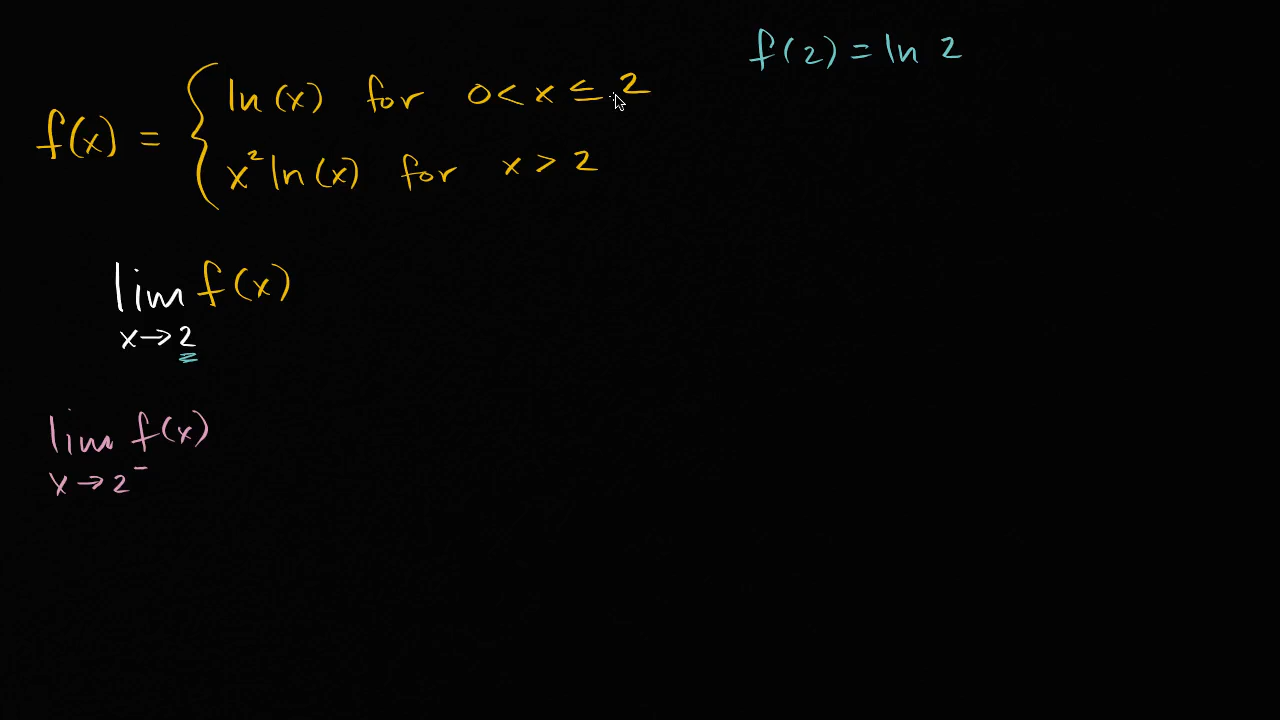 f(2) = ln 2
f(x) = { ln(x) for 0 < x ≤ 2
x² ln(x) for x > 2
lim f(x)
x → 2
lim f(x)
x → 2⁻